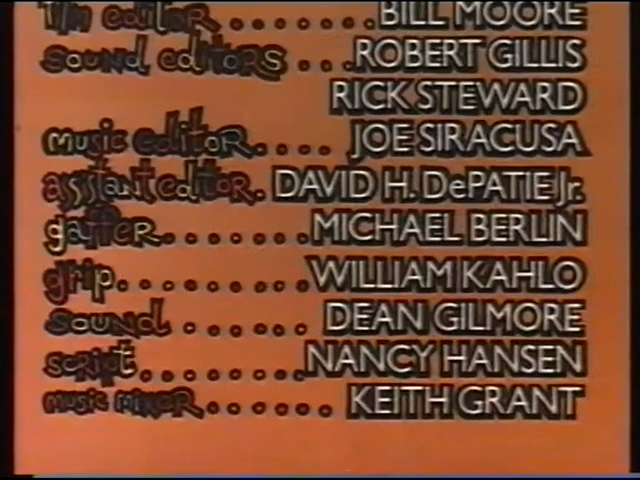 film editor........BILL MOORE
sound editors...ROBERT GILLIS
RICK STEWARD
music editor.....JOE SIRACUSA
assistant editor.DAVID H. DePATIE Jr.
gaffer........MICHAEL BERLIN
grip..........WILLIAM KAHLO
sound.......DEAN GILMORE
script.........NANCY HANSEN
music mixer.......KEITH GRANT